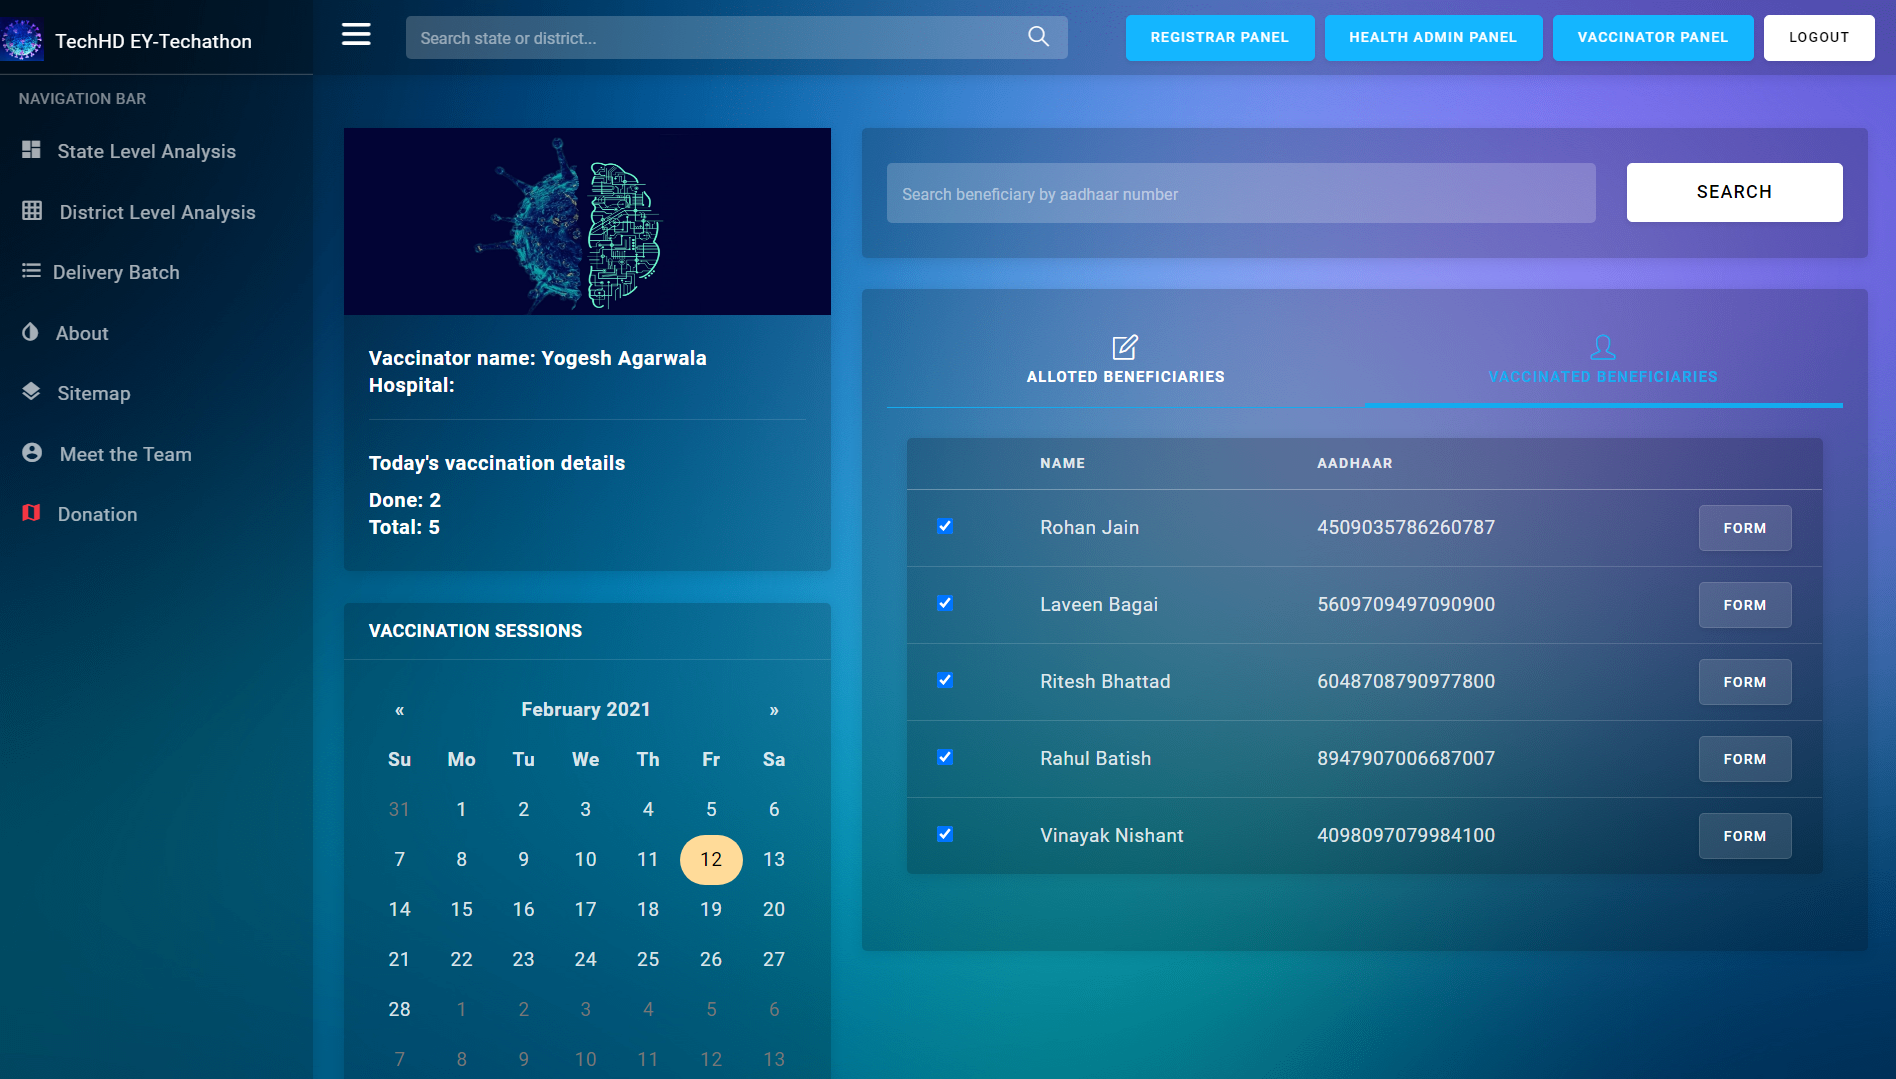 TechHD EY-Techathon
Search state or district...
REGISTRAR PANEL
HEALTH ADMIN PANEL
VACCINATOR PANEL
LOGOUT
NAVIGATION BAR
State Level Analysis
District Level Analysis
Delivery Batch
About
Sitemap
Meet the Team
Donation
Vaccinator name: Yogesh Agarwala
Hospital:
Today's vaccination details
Done: 2
Total: 5
VACCINATION SESSIONS
« February 2021 »
Su Mo Tu We Th Fr Sa
31 1 2 3 4 5 6
7 8 9 10 11 12 13
14 15 16 17 18 19 20
21 22 23 24 25 26 27
28 1 2 3 4 5 6
7 8 9 10 11 12 13
Search beneficiary by aadhaar number
SEARCH
ALLOTED BENEFICIARIES
VACCINATED BENEFICIARIES
NAME AADHAAR
Rohan Jain 4509035786260787 FORM
Laveen Bagai 5609709497090900 FORM
Ritesh Bhattad 6048708790977800 FORM
Rahul Batish 8947907006687007 FORM
Vinayak Nishant 4098097079984100 FORM